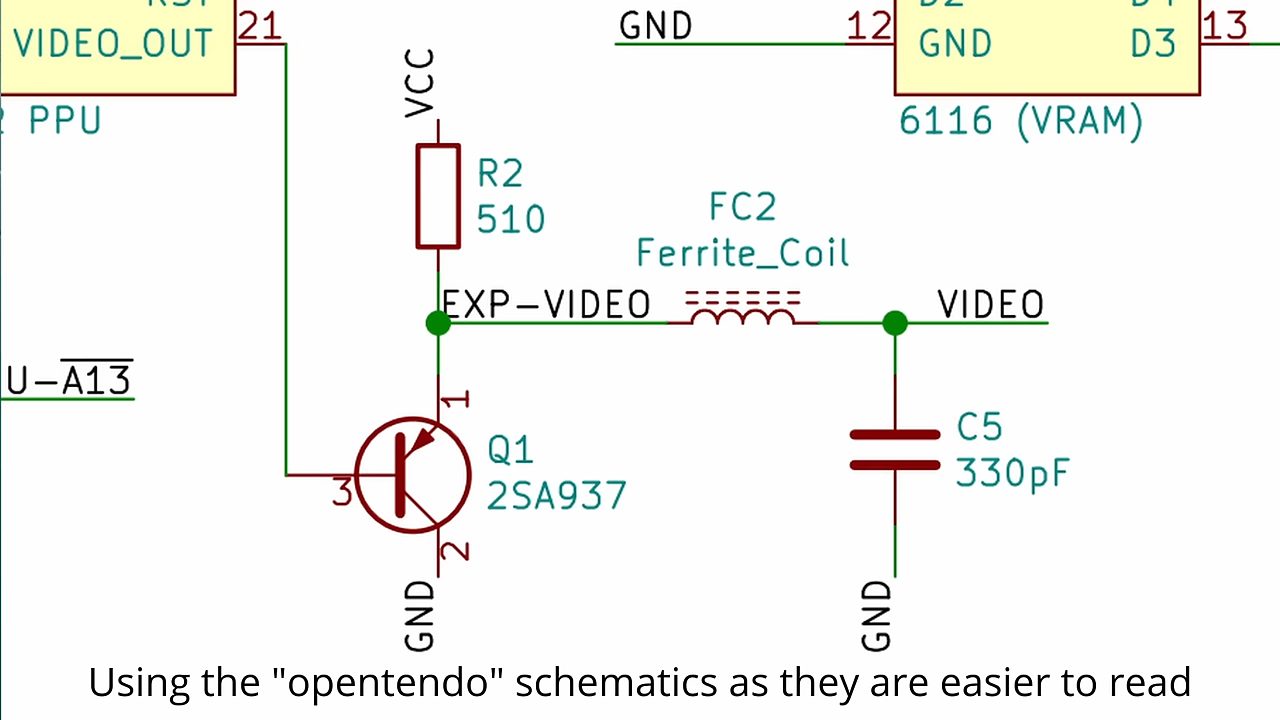 VIDEO_OUT
21
PPU
U-A13
VCC
R2
510
EXP-VIDEO
FC2
Ferrite_Coil
VIDEO
GND
12
GND
D3
13
6116 (VRAM)
1
3
2
Q1
2SA937
GND
C5
330pF
GND
Using the "opentendo" schematics as they are easier to read